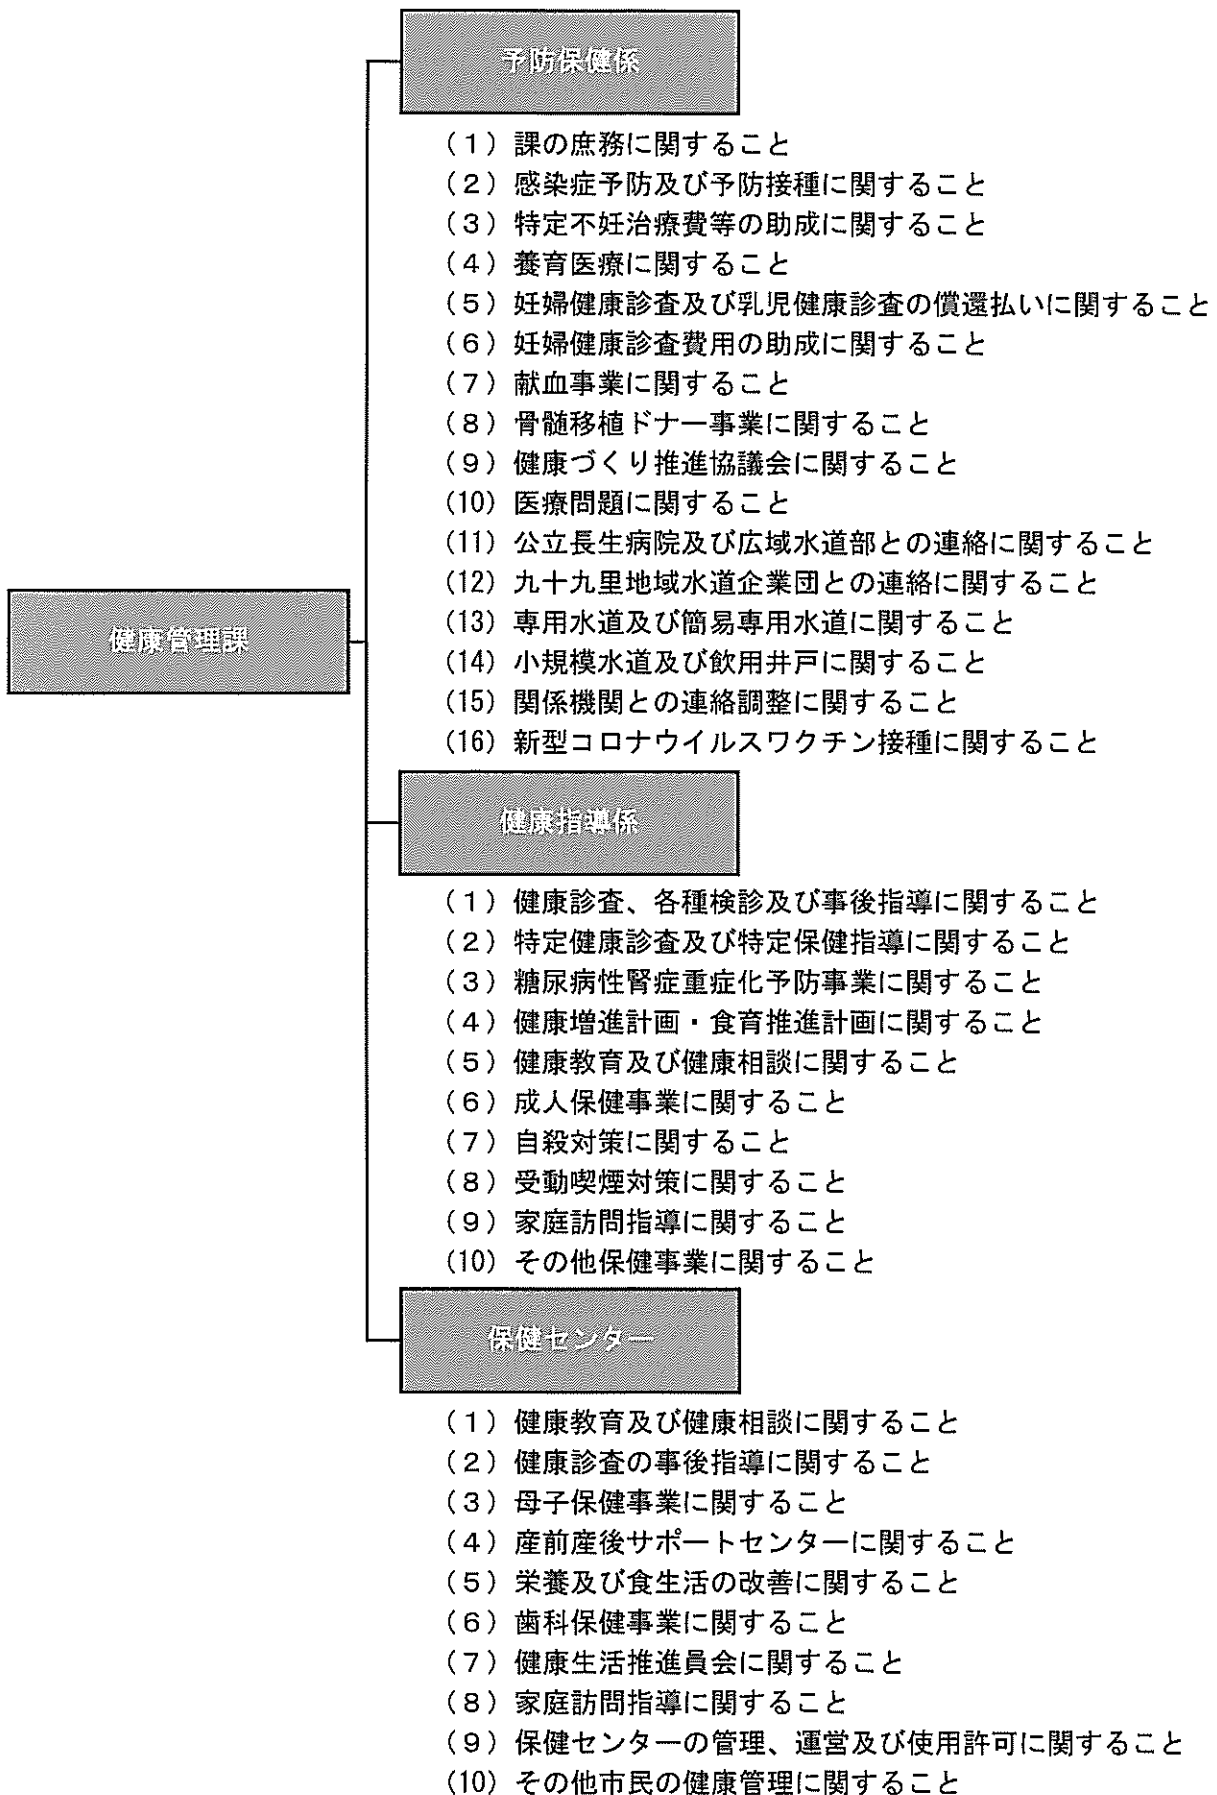 予防保健係
（１）課の庶務に関すること
（２）感染症予防及び予防接種に関すること
（３）特定不妊治療費等の助成に関すること
（４）養育医療に関すること
（５）妊婦健康診査及び乳児健康診査の償還払いに関すること
（６）妊婦健康診査費用の助成に関すること
（７）献血事業に関すること
（８）骨髄移植ドナー事業に関すること
（９）健康づくり推進協議会に関すること
(10) 医療問題に関すること
(11) 公立長生病院及び広域水道部との連絡に関すること
(12) 九十九里地域水道企業団との連絡に関すること
健康管理課
(13) 専用水道及び簡易専用水道に関すること
(14) 小規模水道及び飲用井戸に関すること
(15) 関係機関との連絡調整に関すること
(16) 新型コロナウイルスワクチン接種に関すること
健康指導係
（１）健康診査、各種検診及び事後指導に関すること
（２）特定健康診査及び特定保健指導に関すること
（３）糖尿病性腎症重症化予防事業に関すること
（４）健康増進計画・食育推進計画に関すること
（５）健康教育及び健康相談に関すること
（６）成人保健事業に関すること
（７）自殺対策に関すること
（８）受動喫煙対策に関すること
（９）家庭訪問指導に関すること
(10) その他保健事業に関すること
保健センター
（１）健康教育及び健康相談に関すること
（２）健康診査の事後指導に関すること
（３）母子保健事業に関すること
（４）産前産後サポートセンターに関すること
（５）栄養及び食生活の改善に関すること
（６）歯科保健事業に関すること
（７）健康生活推進員会に関すること
（８）家庭訪問指導に関すること
（９）保健センターの管理、運営及び使用許可に関すること
(10) その他市民の健康管理に関すること